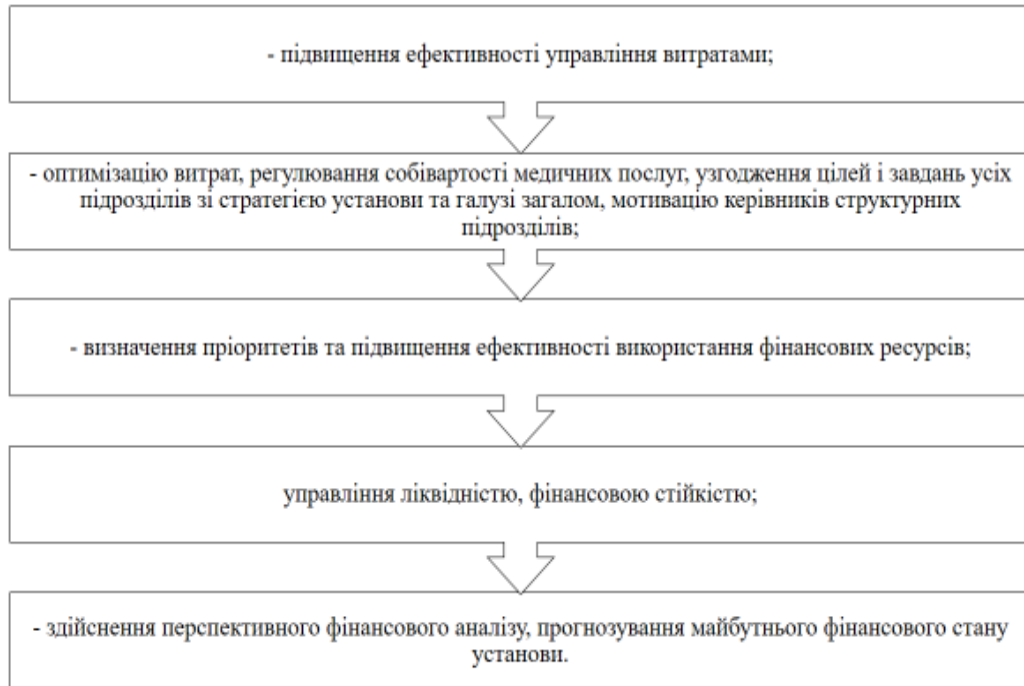 - підвищення ефективності управління витратами;
- оптимізацію витрат, регулювання собівартості медичних послуг, узгодження цілей і завдань усіх
підрозділів зі стратегією установи та галузі загалом, мотивацію керівників структурних
підрозділів;
- визначення пріоритетів та підвищення ефективності використання фінансових ресурсів;
управління ліквідністю, фінансовою стійкістю;
- здійснення перспективного фінансового аналізу, прогнозування майбутнього фінансового стану
установи.